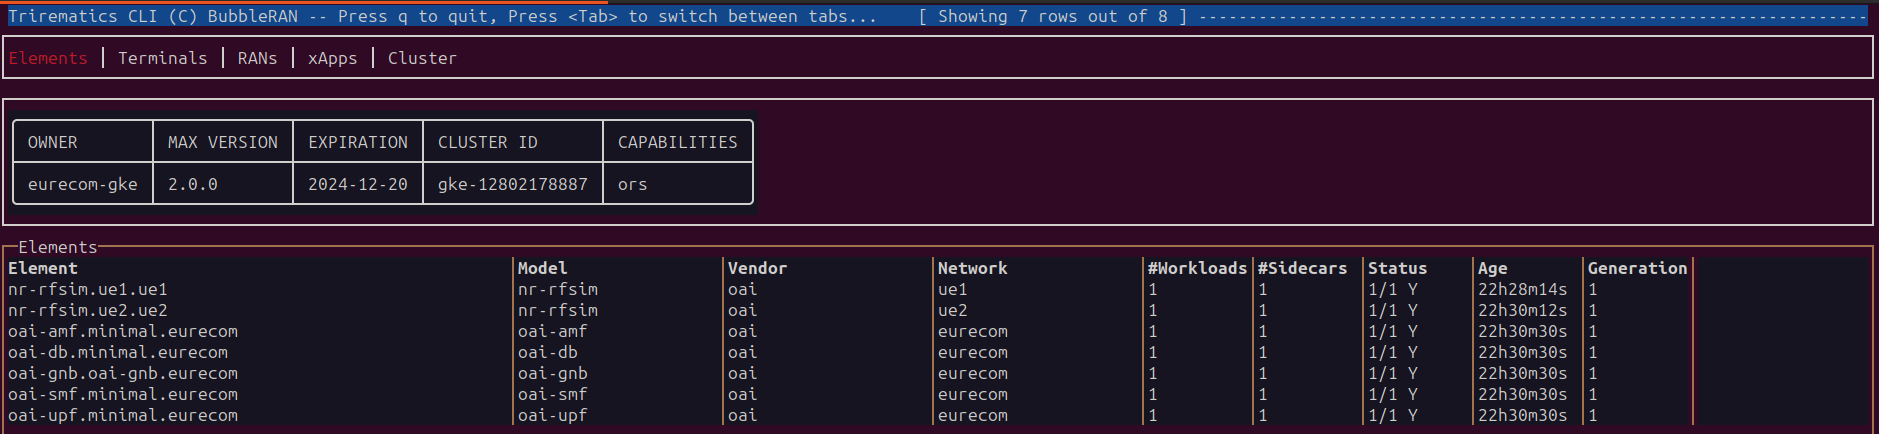 Trirematics CLI (C) BubbleRAN -- Press q to quit, Press <Tab> to switch between tabs... [ Showing 7 rows out of 8 ] -------------------------------------------------------------------
Elements | Terminals | RANs | xApps | Cluster
OWNER MAX VERSION EXPIRATION CLUSTER ID CAPABILITIES
eurecom-gke 2.0.0 2024-12-20 gke-12802178887 ors
Elements
Element Model Vendor Network #Workloads #Sidecars Status Age Generation
nr-rfsim.ue1.ue1 nr-rfsim oai ue1 1 1 1/1 Y 22h28m14s 1
nr-rfsim.ue2.ue2 nr-rfsim oai ue2 1 1 1/1 Y 22h30m12s 1
oai-amf.minimal.eurecom oai-amf oai eurecom 1 1 1/1 Y 22h30m30s 1
oai-db.minimal.eurecom oai-db oai eurecom 1 1 1/1 Y 22h30m30s 1
oai-gnb.oai-gnb.eurecom oai-gnb oai eurecom 1 1 1/1 Y 22h30m30s 1
oai-smf.minimal.eurecom oai-smf oai eurecom 1 1 1/1 Y 22h30m30s 1
oai-upf.minimal.eurecom oai-upf oai eurecom 1 1 1/1 Y 22h30m30s 1